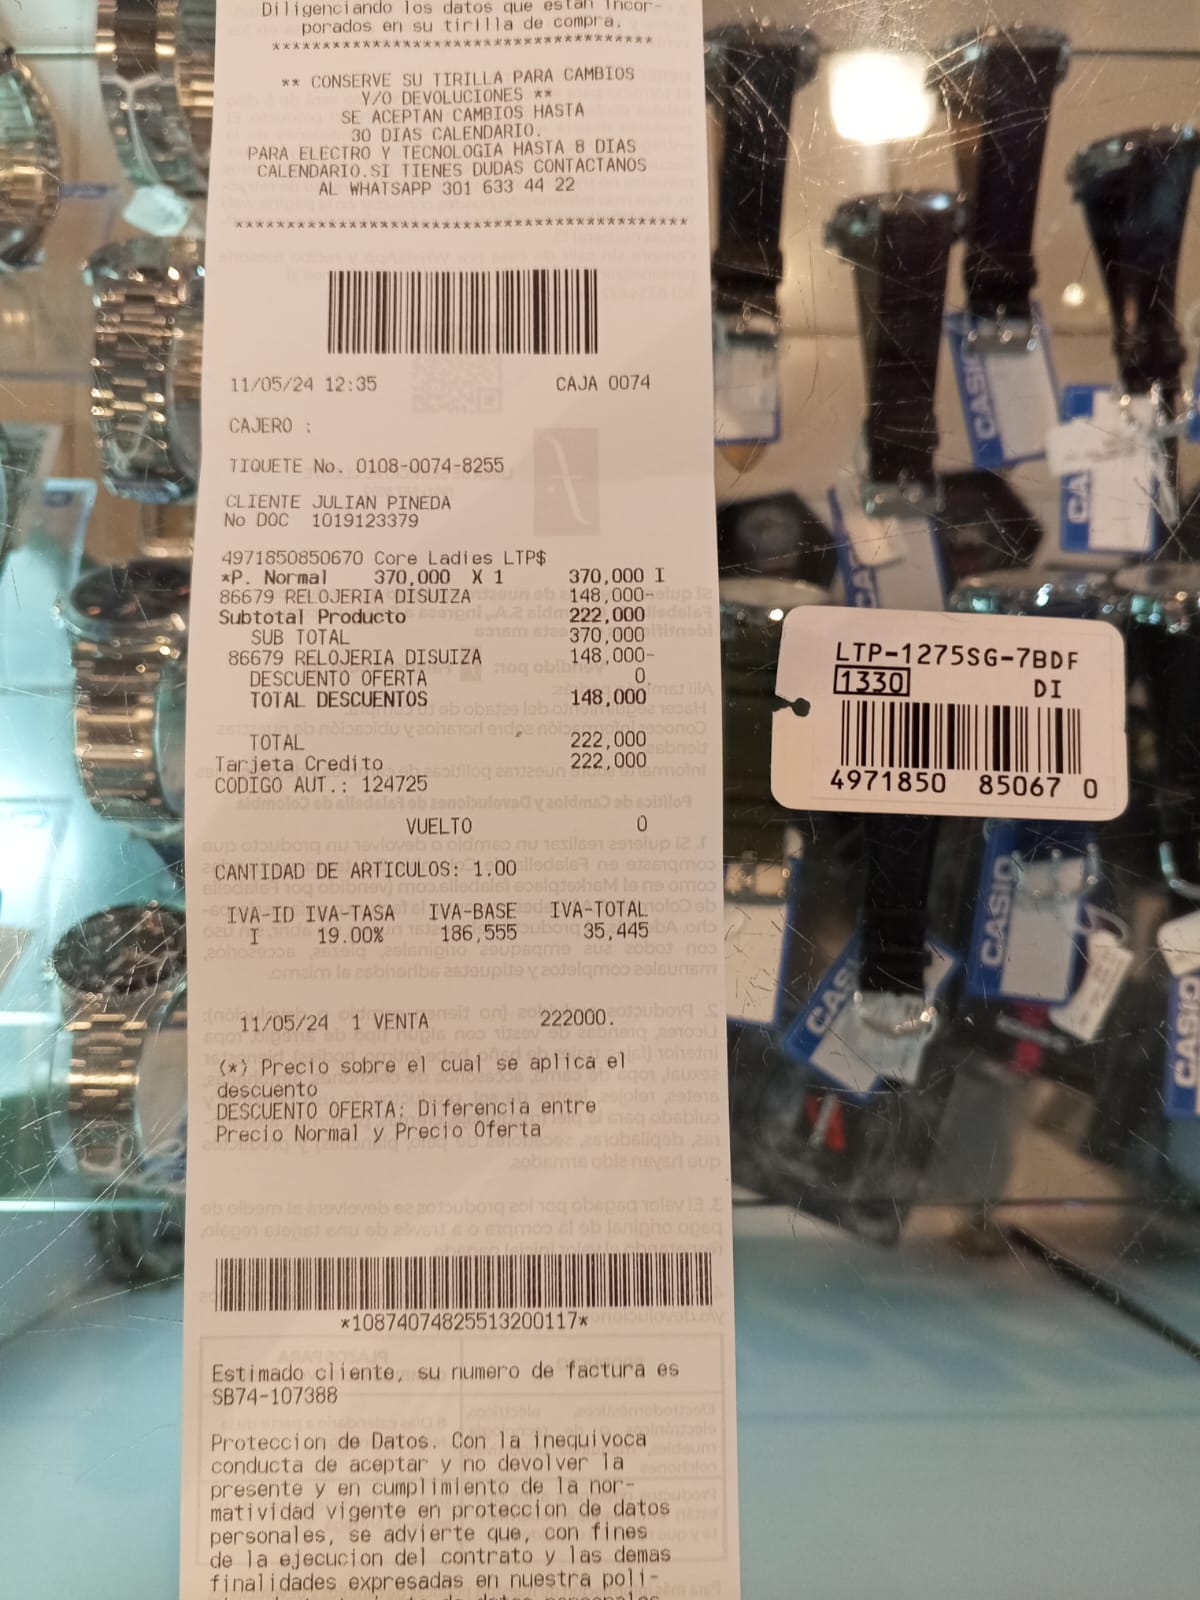 Diligenciando los datos que estan incor-
porados en su tirilla de compra.
****************************************
** CONSERVE SU TIRILLA PARA CAMBIOS
Y/O DEVOLUCIONES **
SE ACEPTAN CAMBIOS HASTA
30 DIAS CALENDARIO.
PARA ELECTRO Y TECNOLOGIA HASTA 8 DIAS
CALENDARIO.SI TIENES DUDAS CONTACTANOS
AL WHATSAPP 301 633 44 22
****************************************
11/05/24 12:35 CAJA 0074
CAJERO :
TIQUETE No. 0108-0074-8255
CLIENTE JULIAN PINEDA
No DOC 1019123379
4971850850670 Core Ladies LTP$
*P. Normal 370,000 X 1 370,000 I
86679 RELOJERIA DISUIZA 148,000-
Subtotal Producto 222,000
SUB TOTAL 370,000
86679 RELOJERIA DISUIZA 148,000-
DESCUENTO OFERTA 0
TOTAL DESCUENTOS 148,000
TOTAL 222,000
Tarjeta Credito 222,000
CODIGO AUT.: 124725
VUELTO 0
CANTIDAD DE ARTICULOS: 1.00
IVA-ID IVA-TASA IVA-BASE IVA-TOTAL
I 19.00% 186,555 35,445
11/05/24 1 VENTA 222000.
(*) Precio sobre el cual se aplica el
descuento
DESCUENTO OFERTA: Diferencia entre
Precio Normal y Precio Oferta
*10874074825513200117*
Estimado cliente, su numero de factura es
SB74-107388
Proteccion de Datos. Con la inequivoca
conducta de aceptar y no devolver la
presente y en cumplimiento de la nor-
matividad vigente en proteccion de datos
personales, se advierte que, con fines
de la ejecucion del contrato y las demas
finalidades expresadas en nuestra poli-
LTP-1275SG-7BDF
1330 DI
4971850 85067 0
CASIO
CA
CASIO
CASIO
CASIO